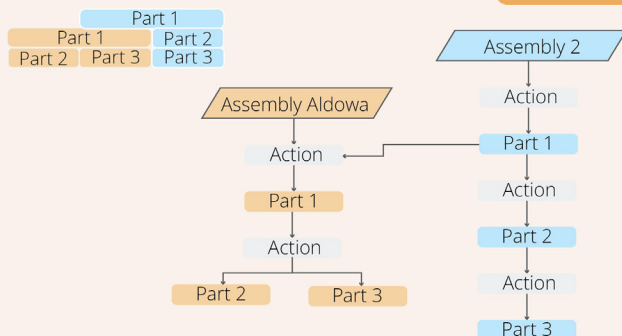 Part 1
Part 1 Part 2
Part 2 Part 3 Part 3
Assembly 2
Action
Assembly Aldowa
Part 1
Action
Action
Part 1
Part 2
Action
Action
Part 2 Part 3
Part 3